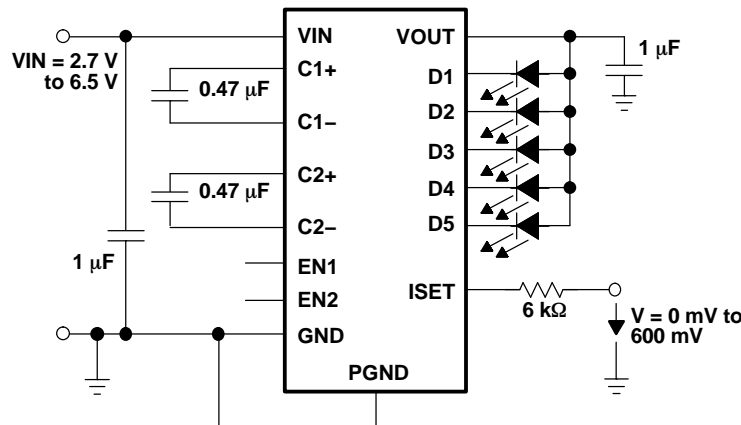 VIN
VOUT
VIN = 2.7 V
to 6.5 V
C1+
0.47 μF
C1−
C2+
0.47 μF
C2−
1 μF
EN1
EN2
GND
PGND
D1
D2
D3
D4
D5
1 μF
ISET
6 kΩ
V = 0 mV to
600 mV